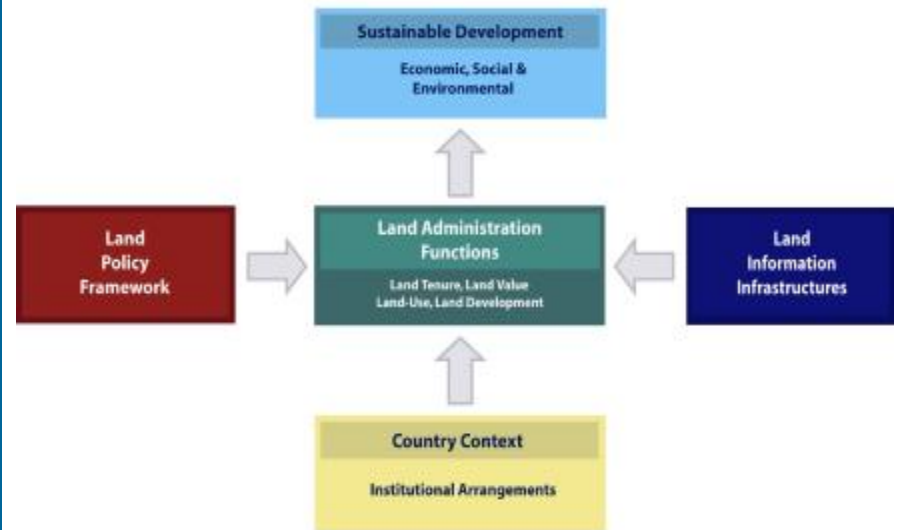 Sustainable Development
Economic, Social &
Environmental
Land
Policy
Framework
Land Administration
Functions
Land Tenure, Land Value
Land-Use, Land Development
Land
Information
Infrastructures
Country Context
Institutional Arrangements